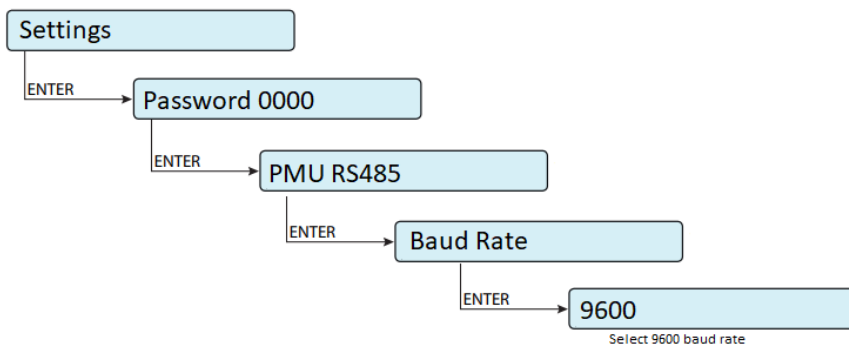 Settings
ENTER
Password 0000
ENTER
PMU RS485
ENTER
Baud Rate
ENTER
9600
Select 9600 baud rate